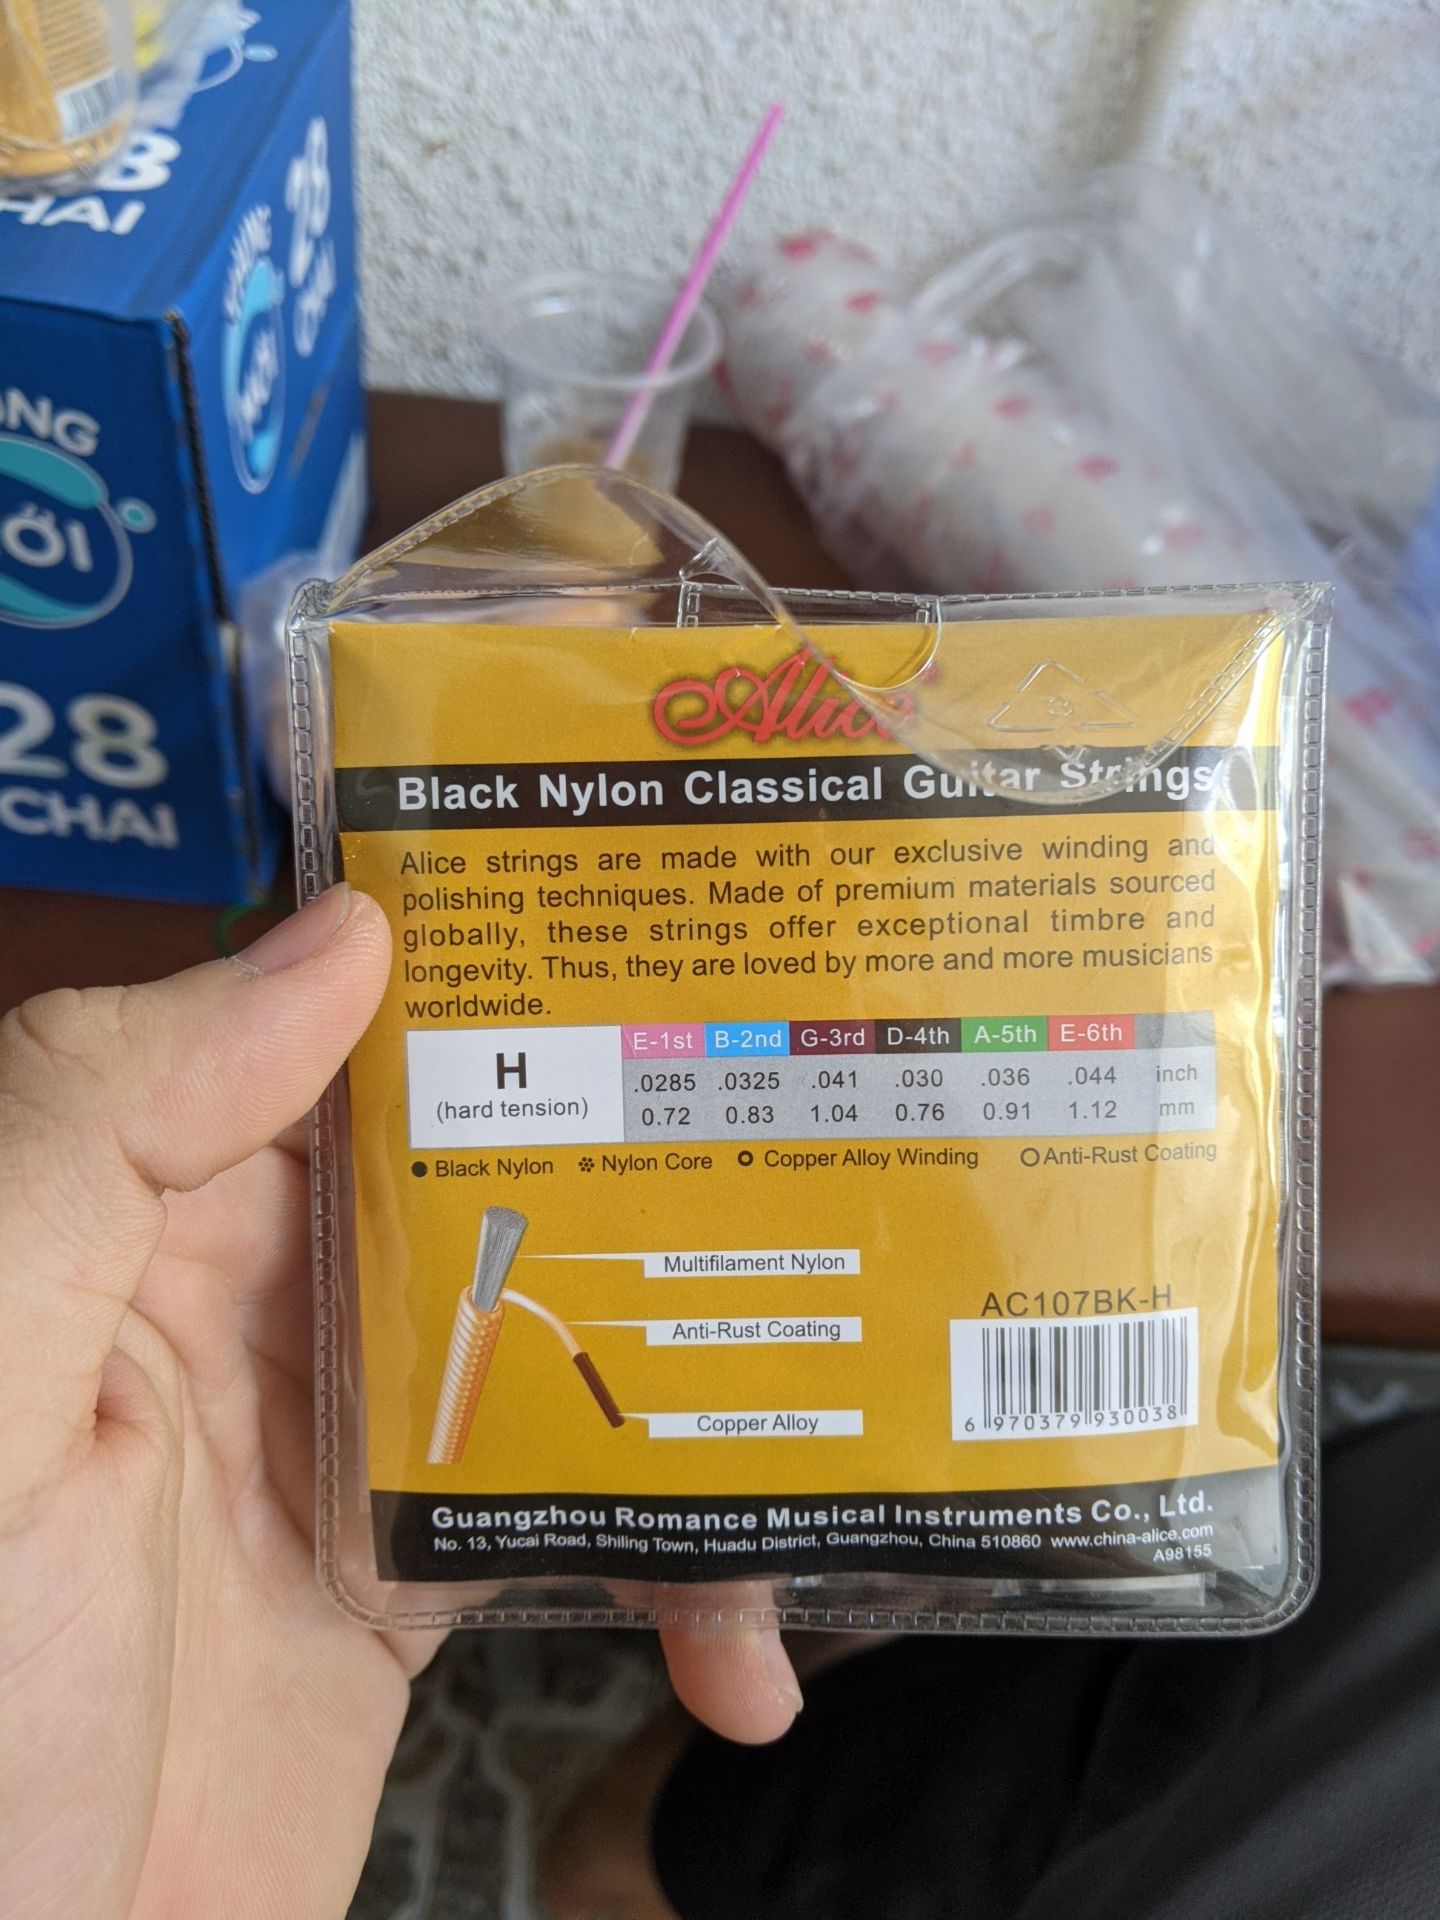 28
CHAI
28
MỚI
28
CHAI
Alice
Black Nylon Classical Guitar Strings
Alice strings are made with our exclusive winding and
polishing techniques. Made of premium materials sourced
globally, these strings offer exceptional timbre and
longevity. Thus, they are loved by more and more musicians
worldwide.
H
(hard tension)
E-1st B-2nd G-3rd D-4th A-5th E-6th
.0285 .0325 .041 .030 .036 .044 inch
0.72 0.83 1.04 0.76 0.91 1.12 mm
Black Nylon Nylon Core Copper Alloy Winding Anti-Rust Coating
Multifilament Nylon
Anti-Rust Coating
Copper Alloy
AC107BK-H
6 970379 930038
Guangzhou Romance Musical Instruments Co., Ltd.
No. 13, Yucai Road, Shiling Town, Huadu District, Guangzhou, China 510860 www.china-alice.com
A98155
3